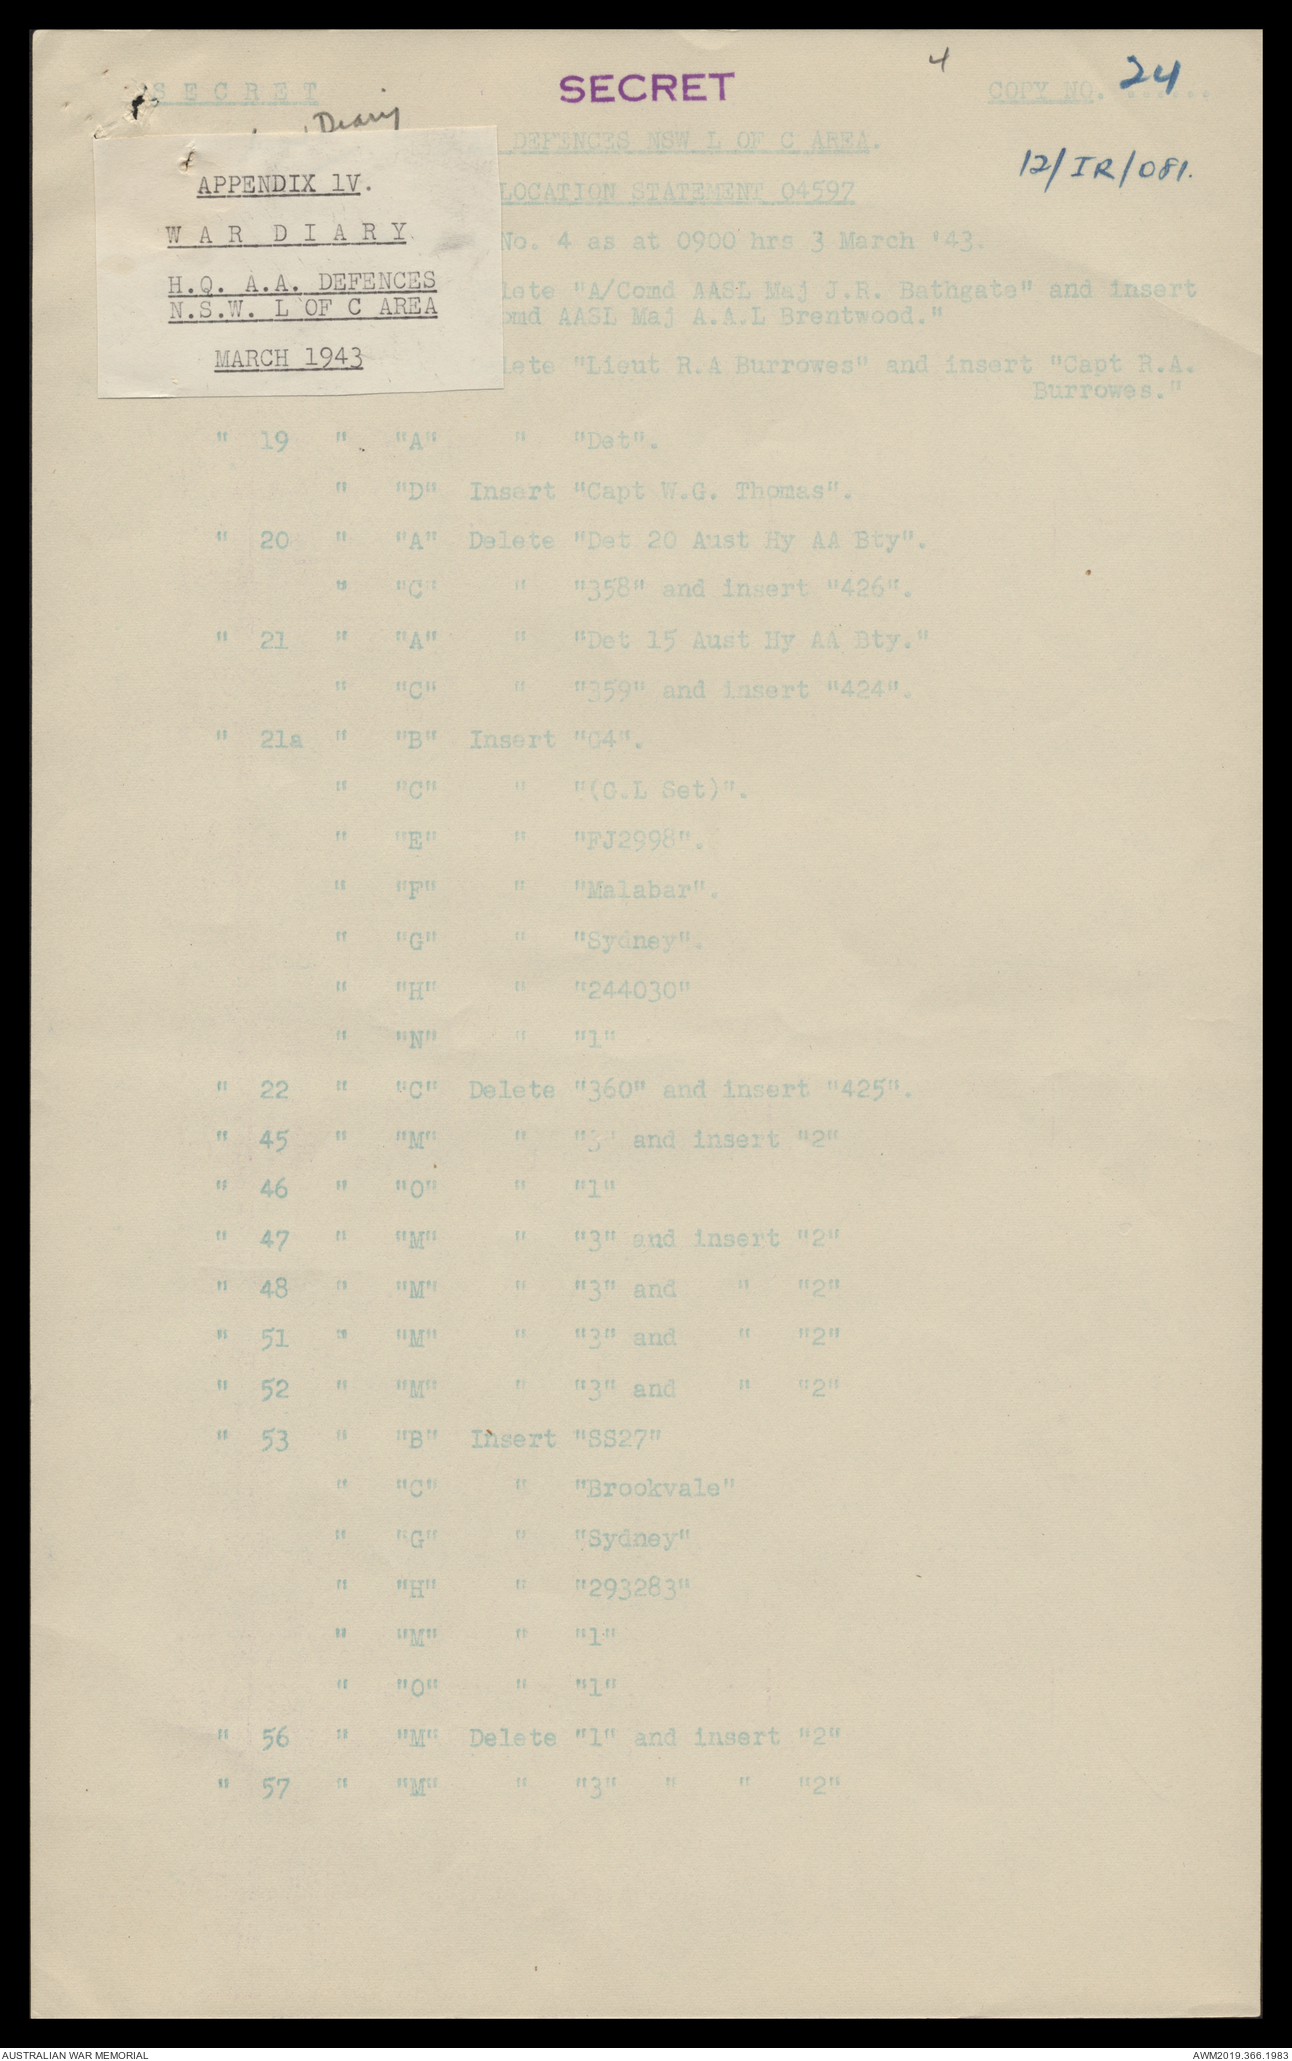 4
SECRET SECRET COPY NO. ...... 24
Diary
DEFENCES NSW L OF C AREA.
12/IR/081.
LOCATION STATEMENT 04597
No. 4 as at 0900 hrs 3 March '43.
APPENDIX 1V.
WAR DIARY
H.Q. A.A. DEFENCES
N.S.W. L OF C AREA
MARCH 1943
lete "A/Comd AASL Maj J.R. Bathgate" and insert
omd AASL Maj A.A.L Brentwood."
lete "Lieut R.A Burrowes" and insert "Capt R.A.
Burrowes."
" 19 " "A" " "Det".
" "D" Insert "Capt W.G. Thomas".
" 20 " "A" Delete "Det 20 Aust Hy AA Bty".
" "C" " "358" and insert "426".
" 21 " "A" " "Det 15 Aust Hy AA Bty."
" "C" " "359" and insert "424".
" 21a " "B" Insert "G4".
" "C" " "(G.L Set)".
" "E" " "FJ2998".
" "F" " "Malabar".
" "G" " "Sydney".
" "H" " "244030"
" "N" " "1"
" 22 " "C" Delete "360" and insert "425".
" 45 " "M" " "3" and insert "2"
" 46 " "O" " "1"
" 47 " "M" " "3" and insert "2"
" 48 " "M" " "3" and " "2"
" 51 " "M" " "3" and " "2"
" 52 " "M" " "3" and " "2"
" 53 " "B" Insert "SS27"
" "C" " "Brookvale"
" "G" " "Sydney"
" "H" " "293283"
" "M" " "1"
" "O" " "1"
" 56 " "M" Delete "1" and insert "2"
" 57 " "M" " "3" " " "2"
AUSTRALIAN WAR MEMORIAL AWM2019.366.1983